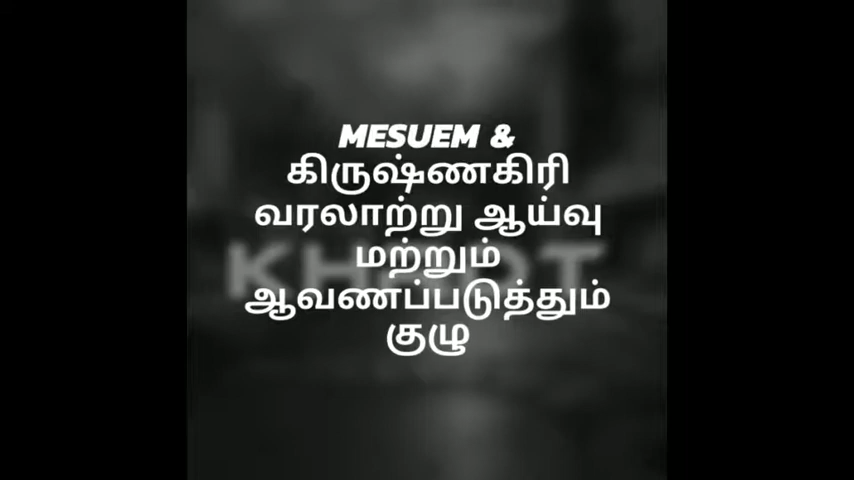 MESUEM &
கிருஷ்ணகிரி
வரலாற்று ஆய்வு
மற்றும்
ஆவணப்படுத்தும்
குழு